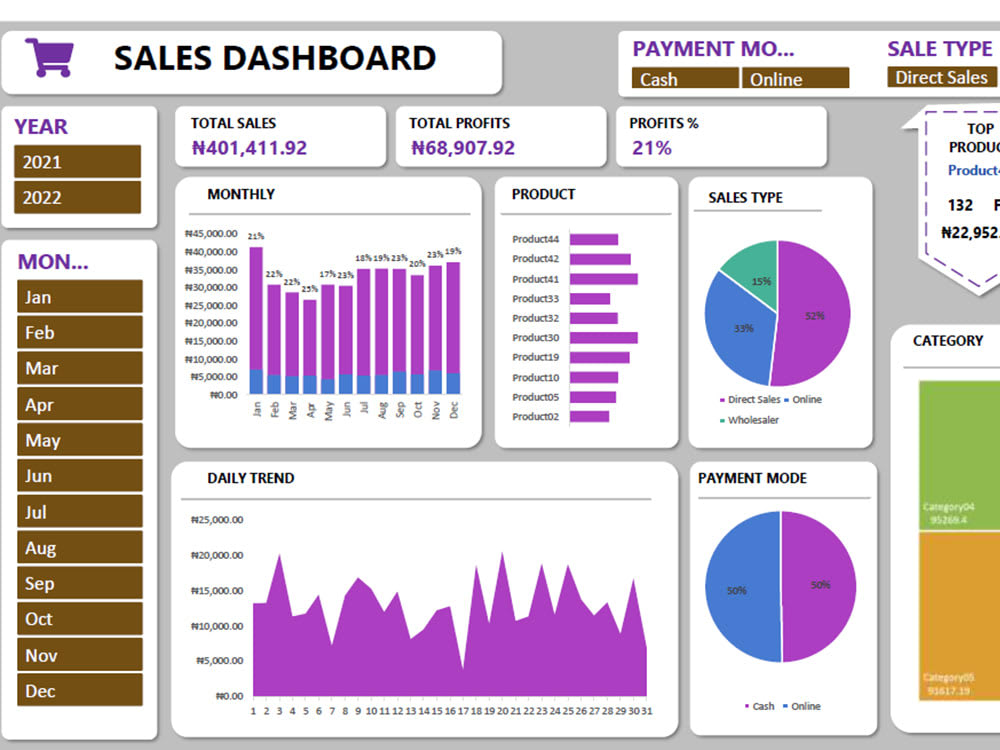 SALES DASHBOARD
PAYMENT MO...
Cash
Online
SALE TYPE
Direct Sales
YEAR
2021
2022
MON...
Jan
Feb
Mar
Apr
May
Jun
Jul
Aug
Sep
Oct
Nov
Dec
TOTAL SALES
₦401,411.92
TOTAL PROFITS
₦68,907.92
PROFITS %
21%
TOP
PRODUC
Product4
132 F
₦22,952.
MONTHLY
₦45,000.00
₦40,000.00
₦35,000.00
₦30,000.00
₦25,000.00
₦20,000.00
₦15,000.00
₦10,000.00
₦5,000.00
₦0.00
21% 22% 22% 25% 17% 23% 18% 19% 23% 20% 23% 19%
Jan Feb Mar Apr May Jun Jul Aug Sep Oct Nov Dec
PRODUCT
Product44
Product42
Product41
Product33
Product32
Product30
Product19
Product10
Product05
Product02
SALES TYPE
15%
52%
33%
Direct Sales Online
Wholesaler
CATEGORY
Category04
95269.4
Category05
91617.19
DAILY TREND
₦25,000.00
₦20,000.00
₦15,000.00
₦10,000.00
₦5,000.00
₦0.00
1 2 3 4 5 6 7 8 9 10 11 12 13 14 15 16 17 18 19 20 21 22 23 24 25 26 27 28 29 30 31
PAYMENT MODE
50%
50%
Cash Online